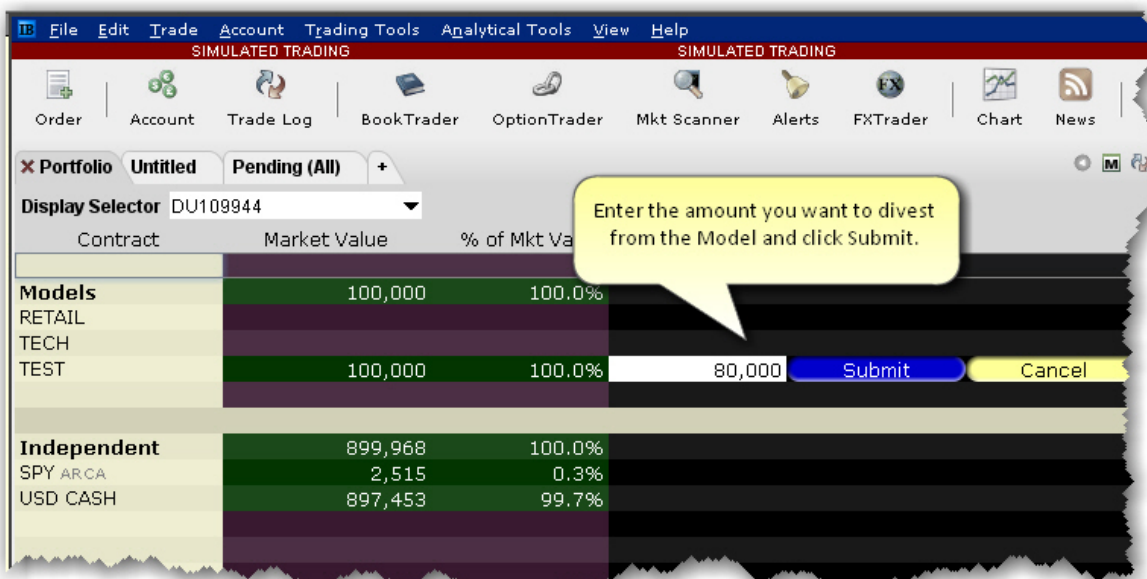 IB File Edit Trade Account Trading Tools Analytical Tools View Help
SIMULATED TRADING SIMULATED TRADING
Order Account Trade Log BookTrader OptionTrader Mkt Scanner Alerts FXTrader Chart News
FX
Portfolio Untitled Pending (All) + M
Display Selector DU109944
Enter the amount you want to divest
from the Model and click Submit.
Contract Market Value % of Mkt Va
Models 100,000 100.0%
RETAIL
TECH
TEST 100,000 100.0% 80,000 Submit Cancel
Independent 899,968 100.0%
SPY ARCA 2,515 0.3%
USD CASH 897,453 99.7%